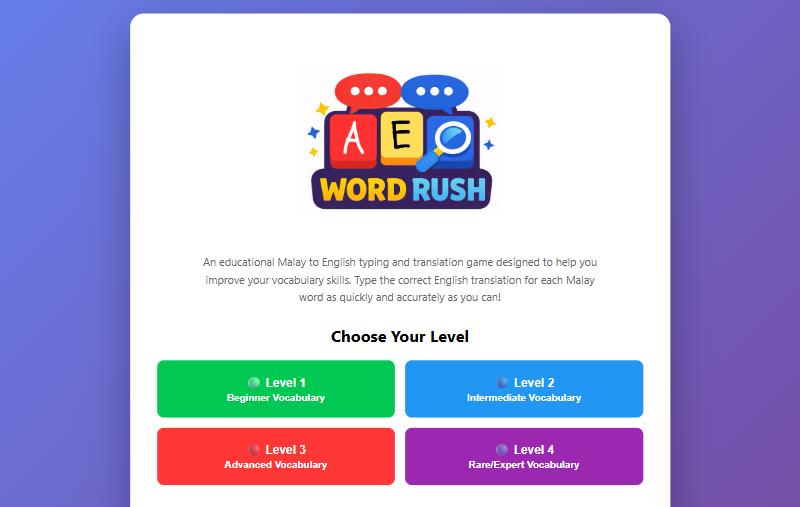 A E
WORD RUSH
An educational Malay to English typing and translation game designed to help you
improve your vocabulary skills. Type the correct English translation for each Malay
word as quickly and accurately as you can!
Choose Your Level
Level 1
Beginner Vocabulary
Level 2
Intermediate Vocabulary
Level 3
Advanced Vocabulary
Level 4
Rare/Expert Vocabulary